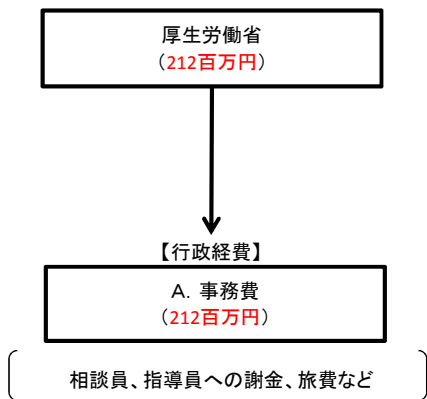 厚生労働省
（212百万円）
【行政経費】
A. 事務費
（212百万円）
相談員、指導員への謝金、旅費など